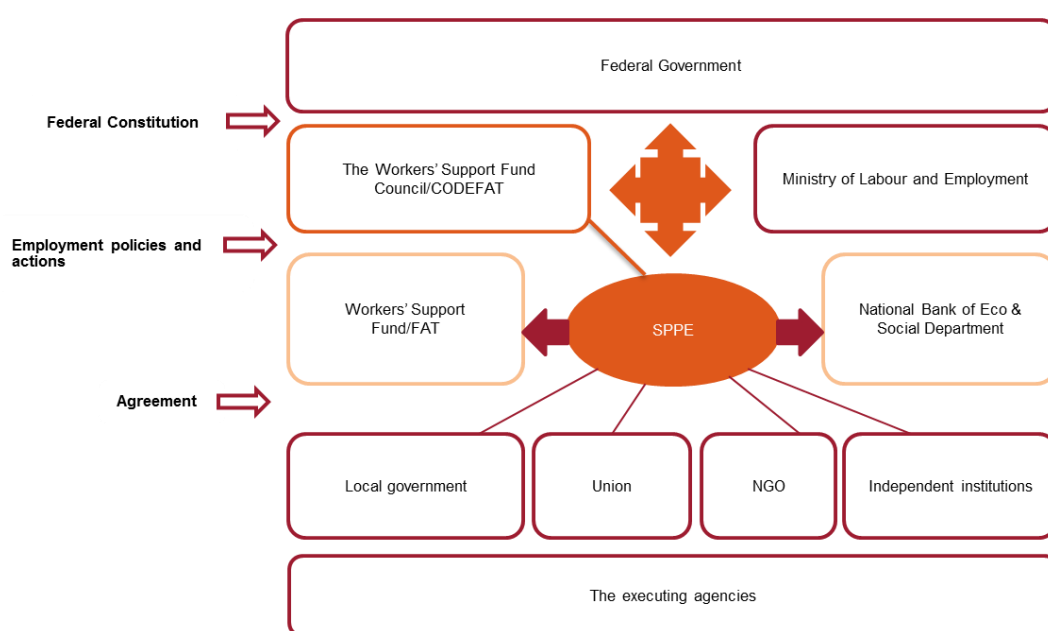 Federal Government
Federal Constitution
The Workers’ Support Fund
Council/CODEFAT
Ministry of Labour and Employment
Employment policies and
actions
Workers’ Support
Fund/FAT
SPPE
National Bank of Eco &
Social Department
Agreement
Local government
Union
NGO
Independent institutions
The executing agencies